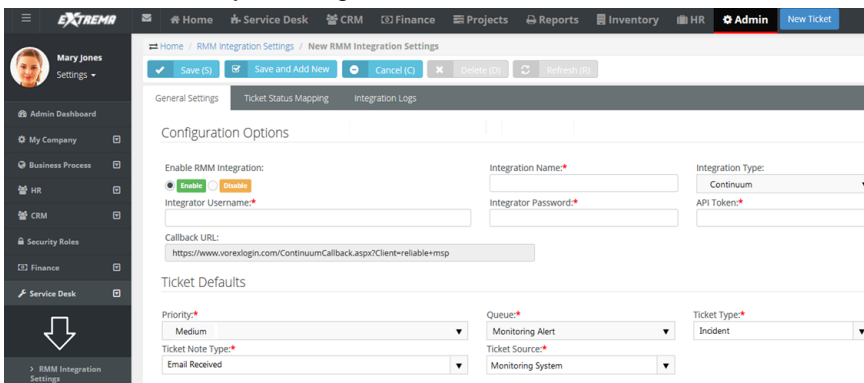 EXTREMA Home Service Desk CRM Finance Projects Reports Inventory HR Admin New Ticket
Home / RMM Integration Settings / New RMM Integration Settings
Mary Jones
Settings
Save (S) Save and Add New Cancel (C) Delete (D) Refresh (R)
General Settings Ticket Status Mapping Integration Logs
Admin Dashboard
My Company
Business Process
HR
CRM
Security Roles
Finance
Service Desk
> RMM Integration
Settings
Configuration Options
Enable RMM Integration: Integration Name:* Integration Type:
Enable Disable Continuum
Integrator Username:* Integrator Password:* API Token:*
Callback URL:
https://www.vorexlogin.com/ContinuumCallback.aspx?Client=reliable+msp
Ticket Defaults
Priority:* Queue:* Ticket Type:*
Medium Monitoring Alert Incident
Ticket Note Type:* Ticket Source:*
Email Received Monitoring System